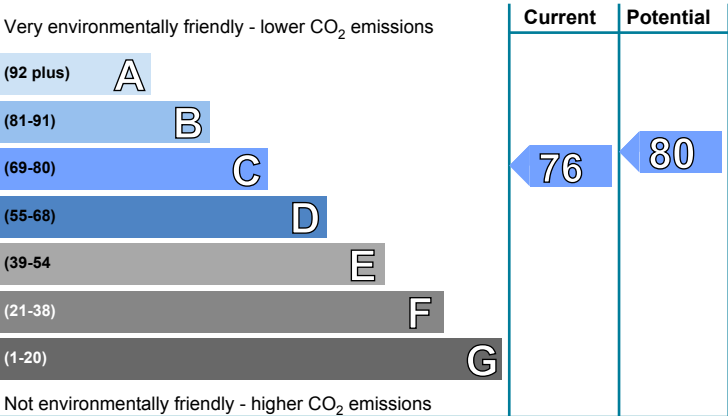 Current Potential
Very environmentally friendly - lower CO2 emissions
(92 plus) A
(81-91) B
(69-80) C
(55-68) D
(39-54 E
(21-38) F
(1-20) G
76 80
Not environmentally friendly - higher CO2 emissions